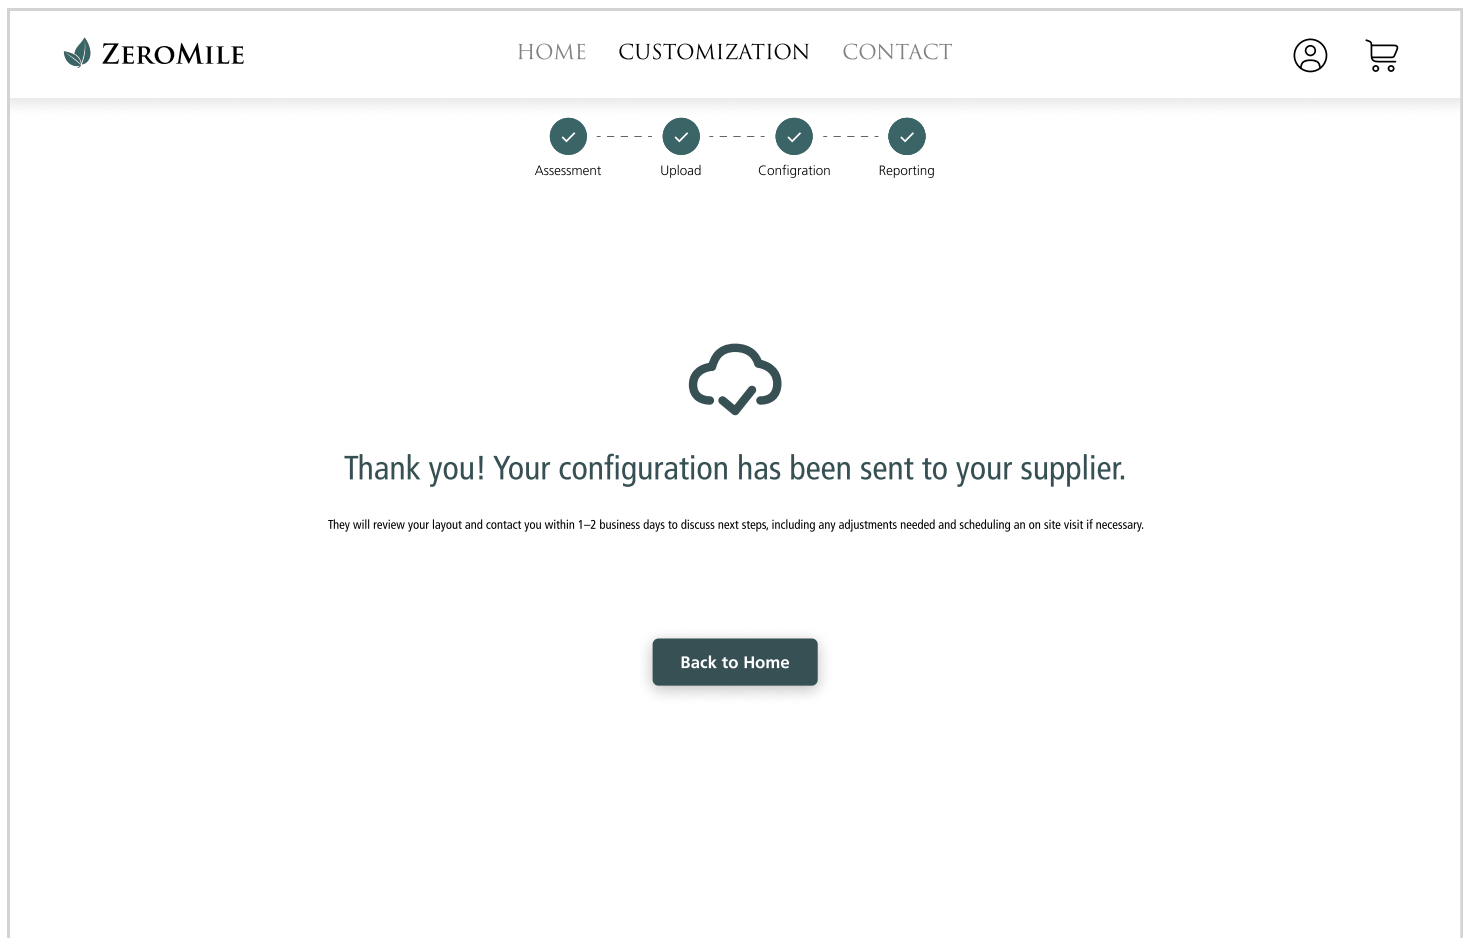 ZEROMILE
HOME CUSTOMIZATION CONTACT
Assessment Upload Configration Reporting
Thank you! Your configuration has been sent to your supplier.
They will review your layout and contact you within 1–2 business days to discuss next steps, including any adjustments needed and scheduling an on site visit if necessary.
Back to Home